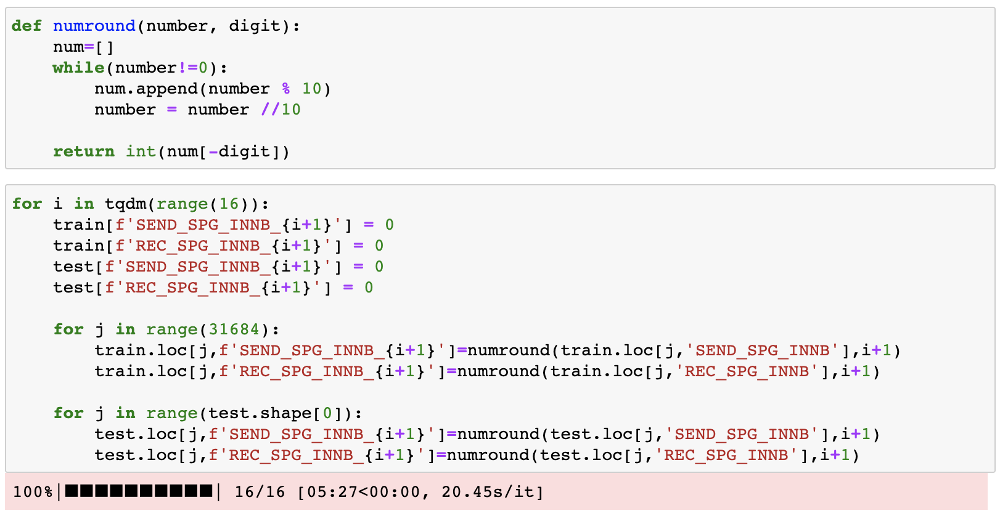 def numround(number, digit):
    num=[]
    while(number!=0):
        num.append(number % 10)
        number = number //10
    return int(num[-digit])
for i in tqdm(range(16)):
    train[f'SEND_SPG_INNB_{i+1}'] = 0
    train[f'REC_SPG_INNB_{i+1}'] = 0
    test[f'SEND_SPG_INNB_{i+1}'] = 0
    test[f'REC_SPG_INNB_{i+1}'] = 0
    for j in range(31684):
        train.loc[j,f'SEND_SPG_INNB_{i+1}']=numround(train.loc[j,'SEND_SPG_INNB'],i+1)
        train.loc[j,f'REC_SPG_INNB_{i+1}']=numround(train.loc[j,'REC_SPG_INNB'],i+1)
    for j in range(test.shape[0]):
        test.loc[j,f'SEND_SPG_INNB_{i+1}']=numround(test.loc[j,'SEND_SPG_INNB'],i+1)
        test.loc[j,f'REC_SPG_INNB_{i+1}']=numround(test.loc[j,'REC_SPG_INNB'],i+1)
100%|██████████| 16/16 [05:27<00:00, 20.45s/it]